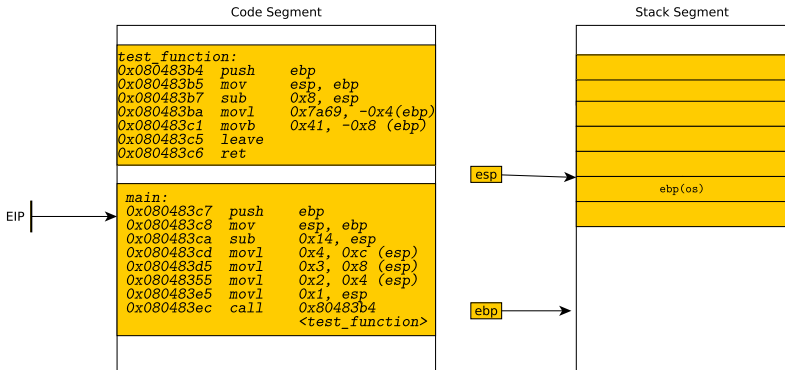 Code Segment
Stack Segment
test_function:
0x080483b4 push ebp
0x080483b5 mov esp, ebp
0x080483b7 sub 0x8, esp
0x080483ba movl 0x7a69, -0x4(ebp)
0x080483c1 movb 0x41, -0x8 (ebp)
0x080483c5 leave
0x080483c6 ret
esp
ebp(os)
EIP
main:
0x080483c7 push ebp
0x080483c8 mov esp, ebp
0x080483ca sub 0x14, esp
0x080483cd movl 0x4, 0xc (esp)
0x080483d5 movl 0x3, 0x8 (esp)
0x08048355 movl 0x2, 0x4 (esp)
0x080483e5 movl 0x1, esp
0x080483ec call 0x80483b4
<test_function>
ebp